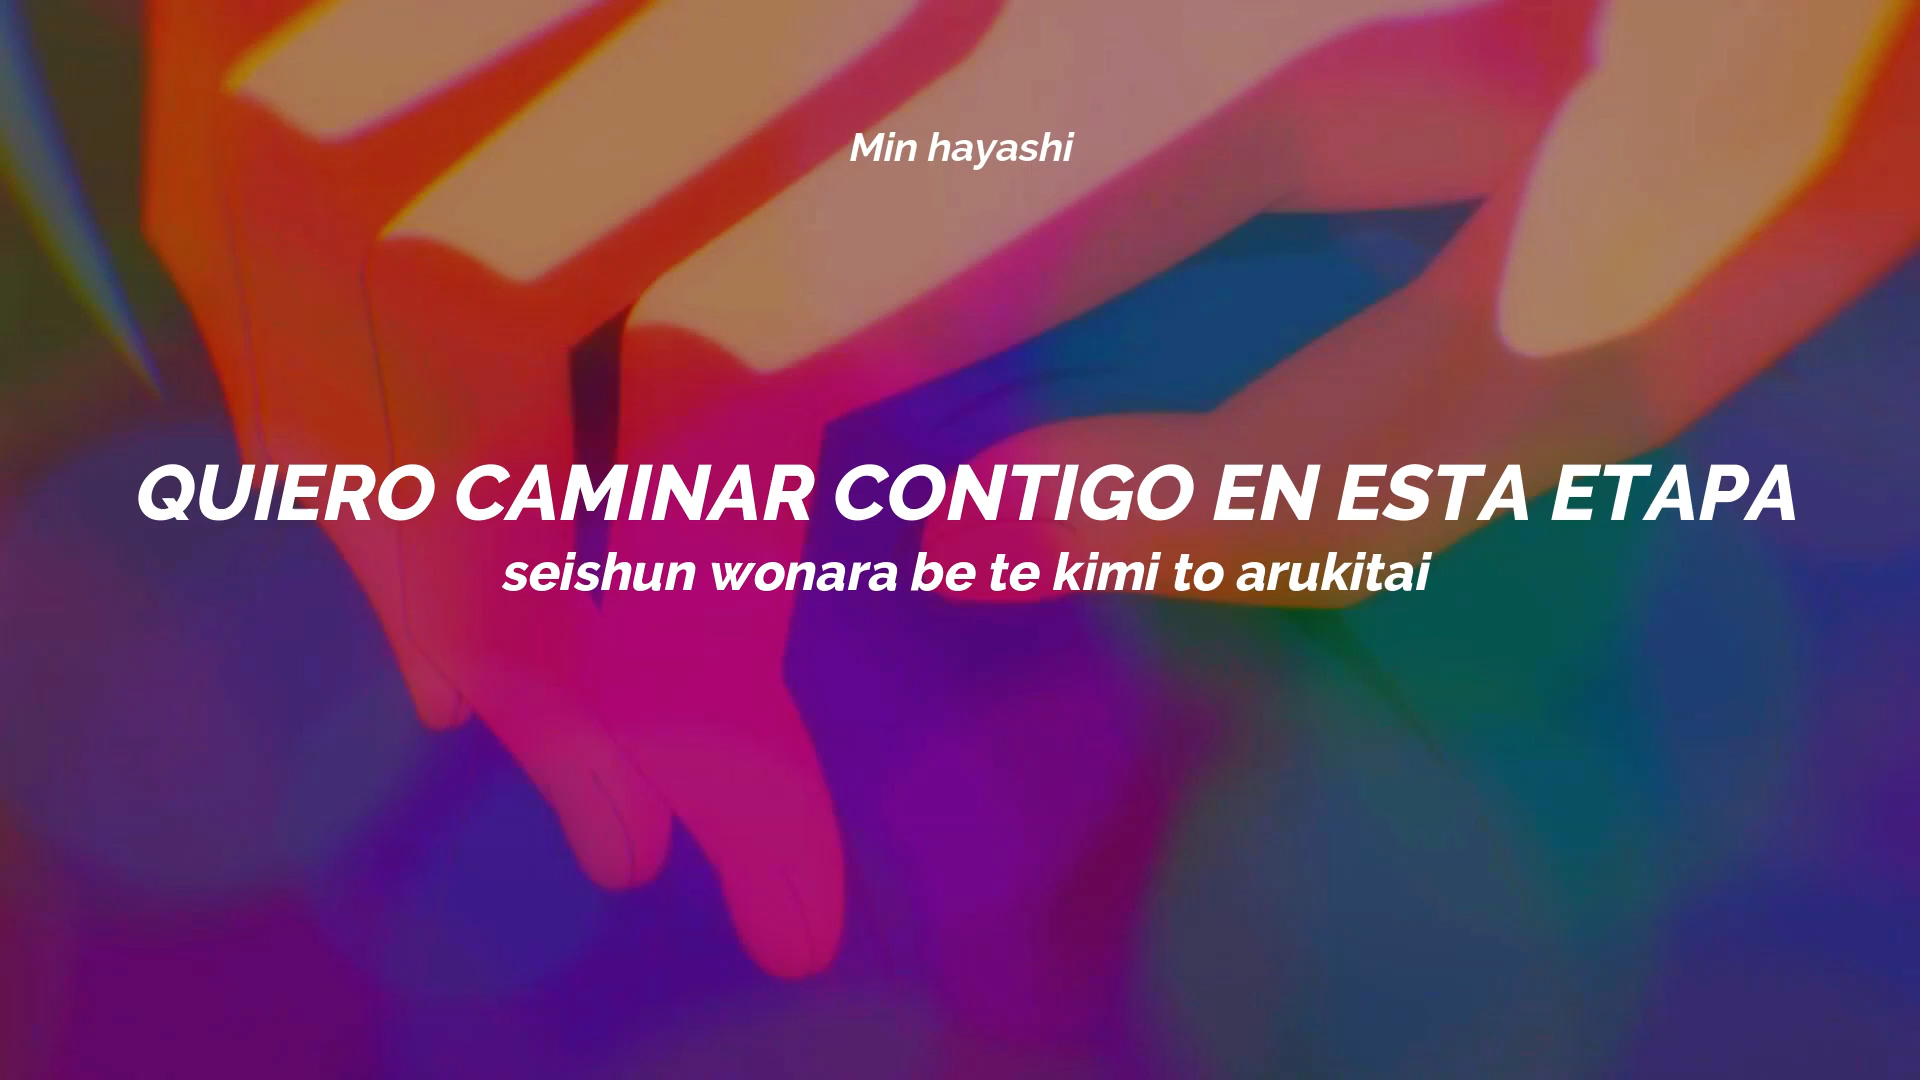 Min hayashi
QUIERO CAMINAR CONTIGO EN ESTA ETAPA
seishun wonara be te kimi to arukitai